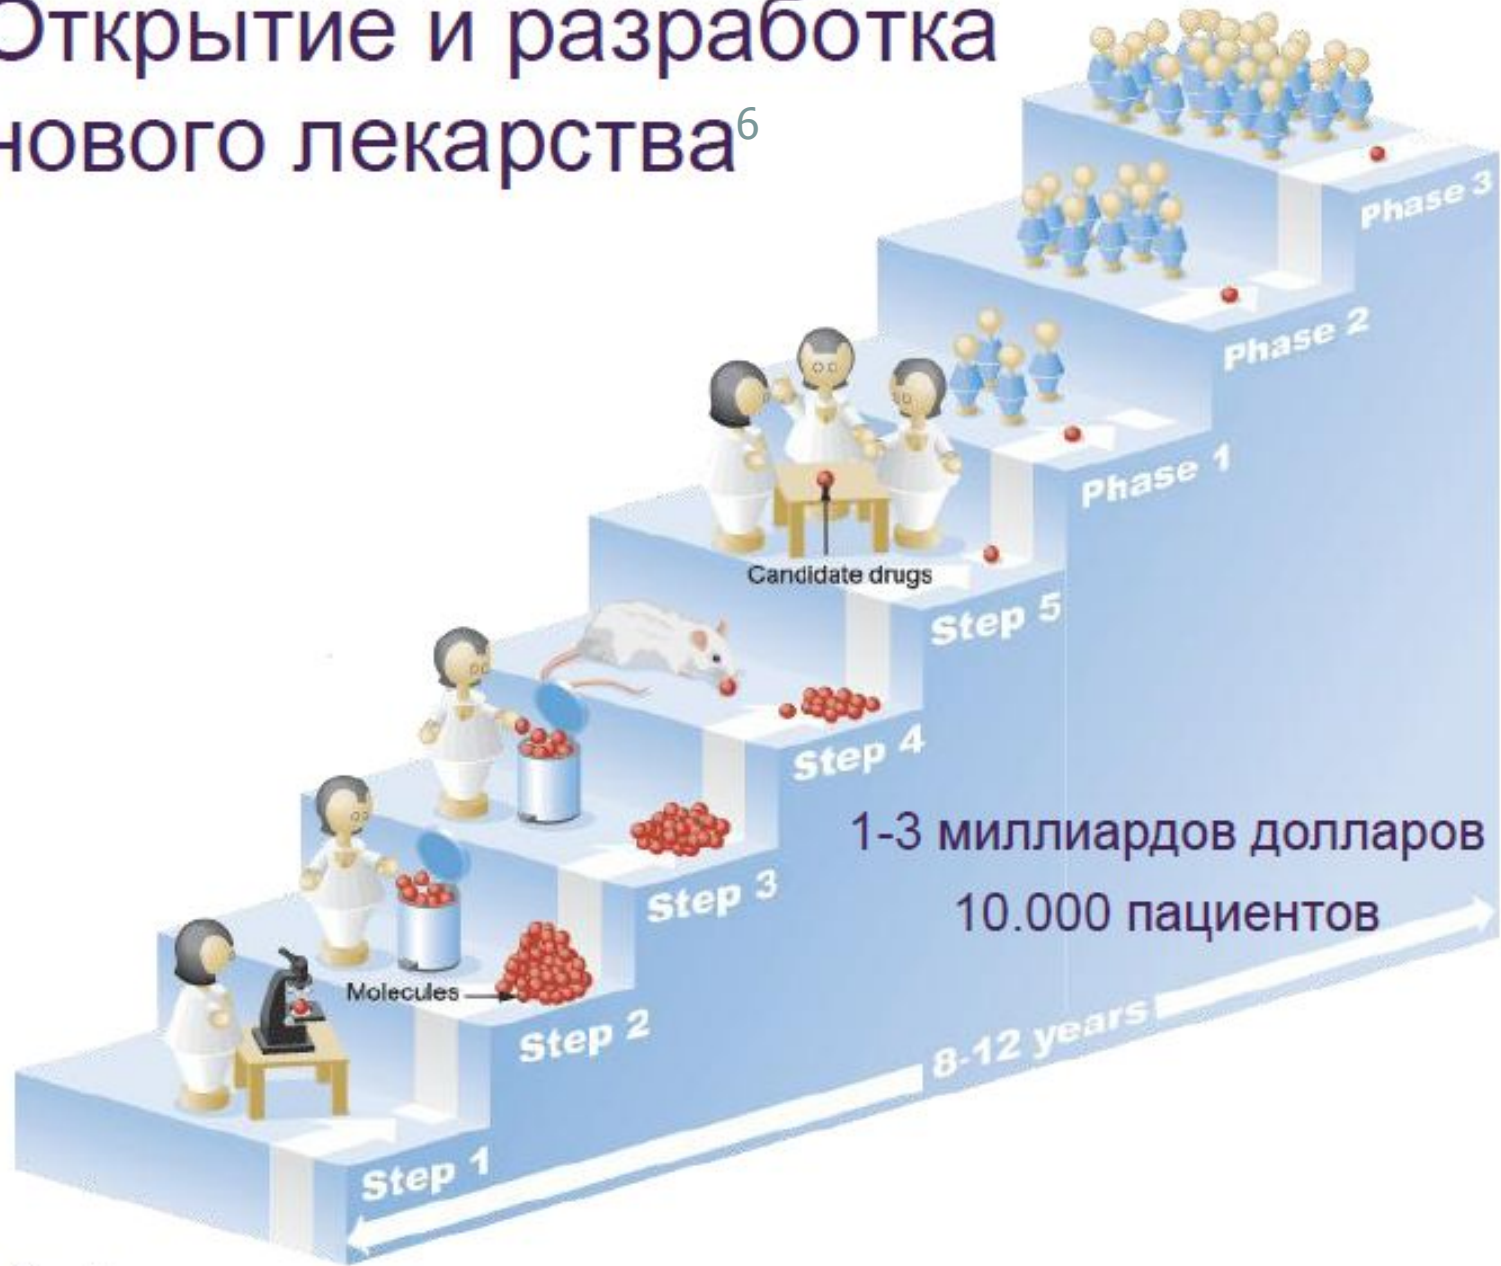 Открытие и разработка
нового лекарства6
Phase 3
Phase 2
Phase 1
Candidate drugs
Step 5
Step 4
1-3 миллиардов долларов
Step 3
10.000 пациентов
Molecules
Step 2
8-12 years
Step 1